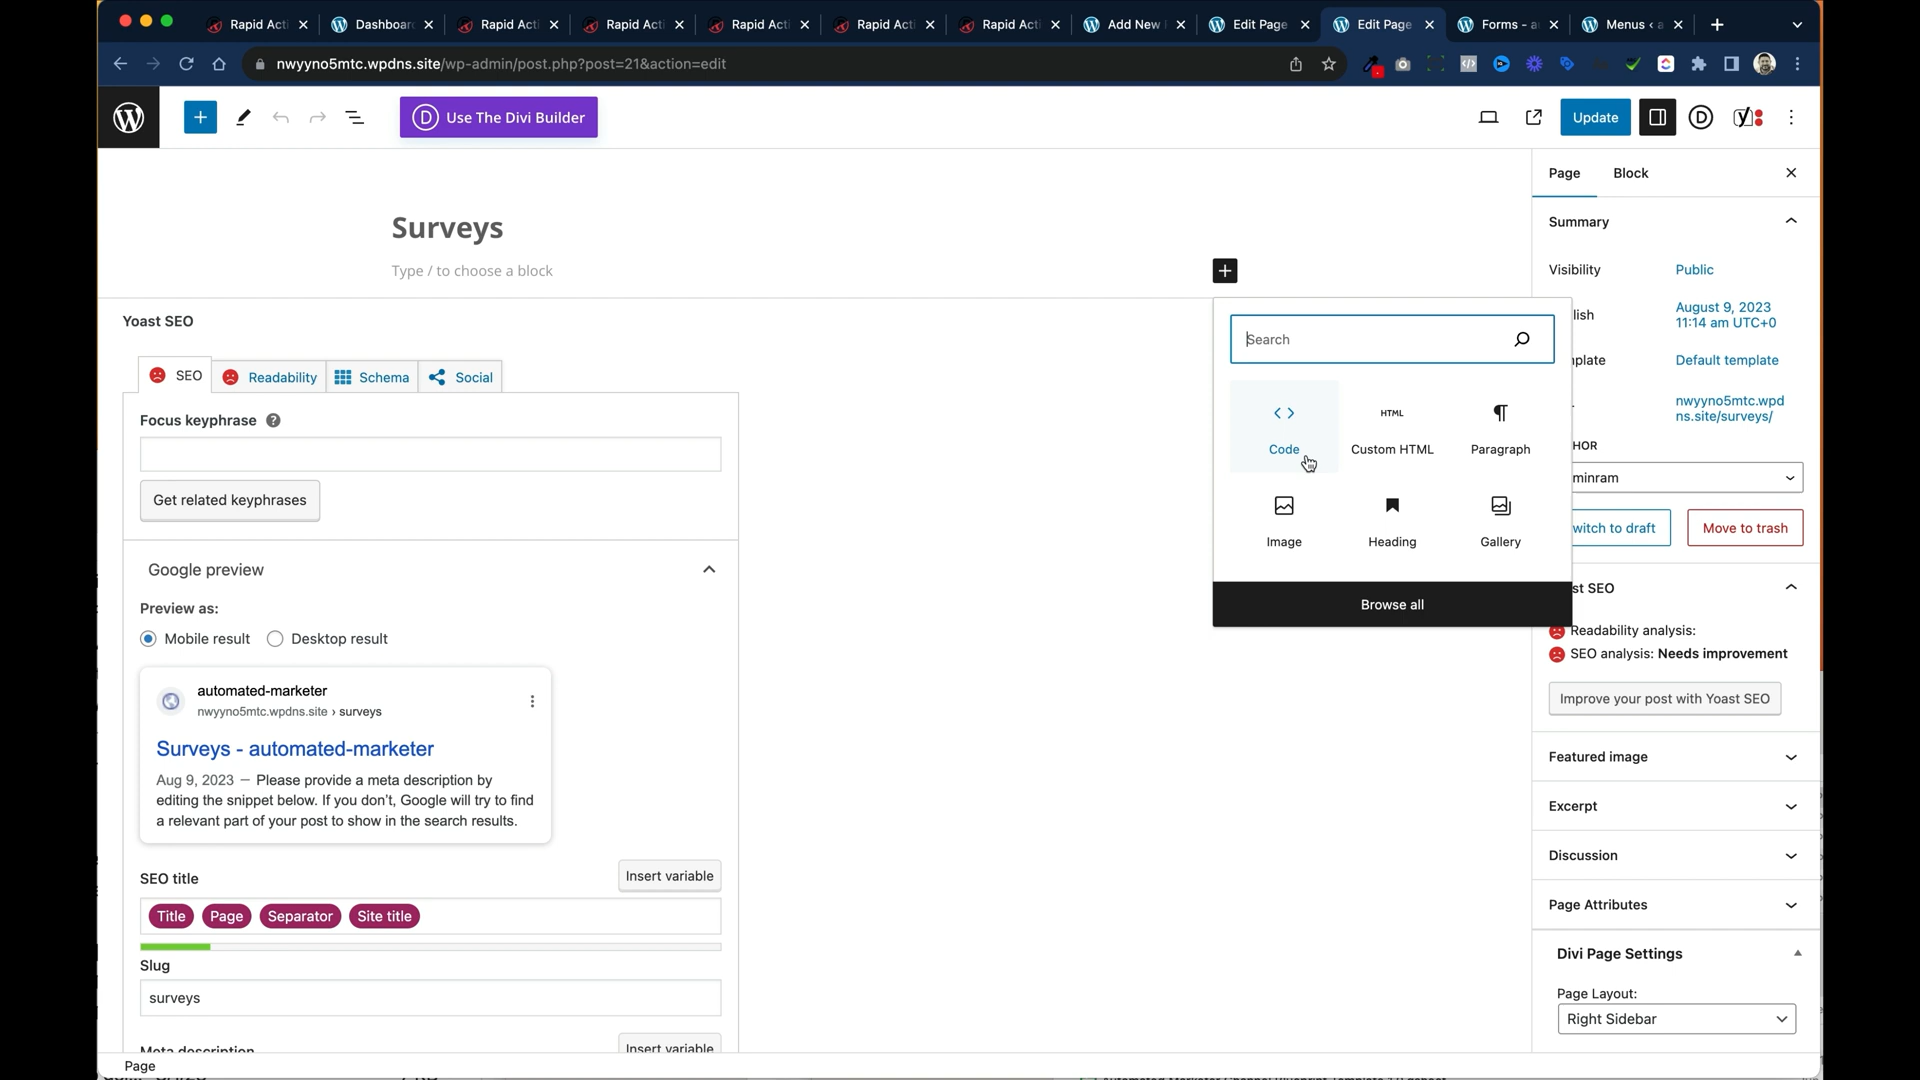 Rapid Acti
Dashboar
Rapid Acti
Rapid Acti
Rapid Acti
Rapid Acti
Rapid Acti
Add New
Edit Page
Edit Page
Forms - a
Menus ‹ a
nwyyno5mtc.wpdns.site/wp-admin/post.php?post=21&action=edit
Use The Divi Builder
Update
Page
Block
Surveys
Type / to choose a block
Summary
Visibility
Public
lish
August 9, 2023
11:14 am UTC+0
mplate
Default template
nwyyno5mtc.wpd
ns.site/surveys/
HOR
minram
witch to draft
Move to trash
Search
Code
HTML
Custom HTML
Paragraph
Image
Heading
Gallery
Browse all
Yoast SEO
SEO
Readability
Schema
Social
Focus keyphrase
Get related keyphrases
Google preview
Preview as:
Mobile result
Desktop result
automated-marketer
nwyyno5mtc.wpdns.site › surveys
Surveys - automated-marketer
Aug 9, 2023 － Please provide a meta description by
editing the snippet below. If you don't, Google will try to find
a relevant part of your post to show in the search results.
SEO title
Insert variable
Title
Page
Separator
Site title
Slug
surveys
Meta description
Insert variable
Page
st SEO
Readability analysis:
SEO analysis: Needs improvement
Improve your post with Yoast SEO
Featured image
Excerpt
Discussion
Page Attributes
Divi Page Settings
Page Layout:
Right Sidebar